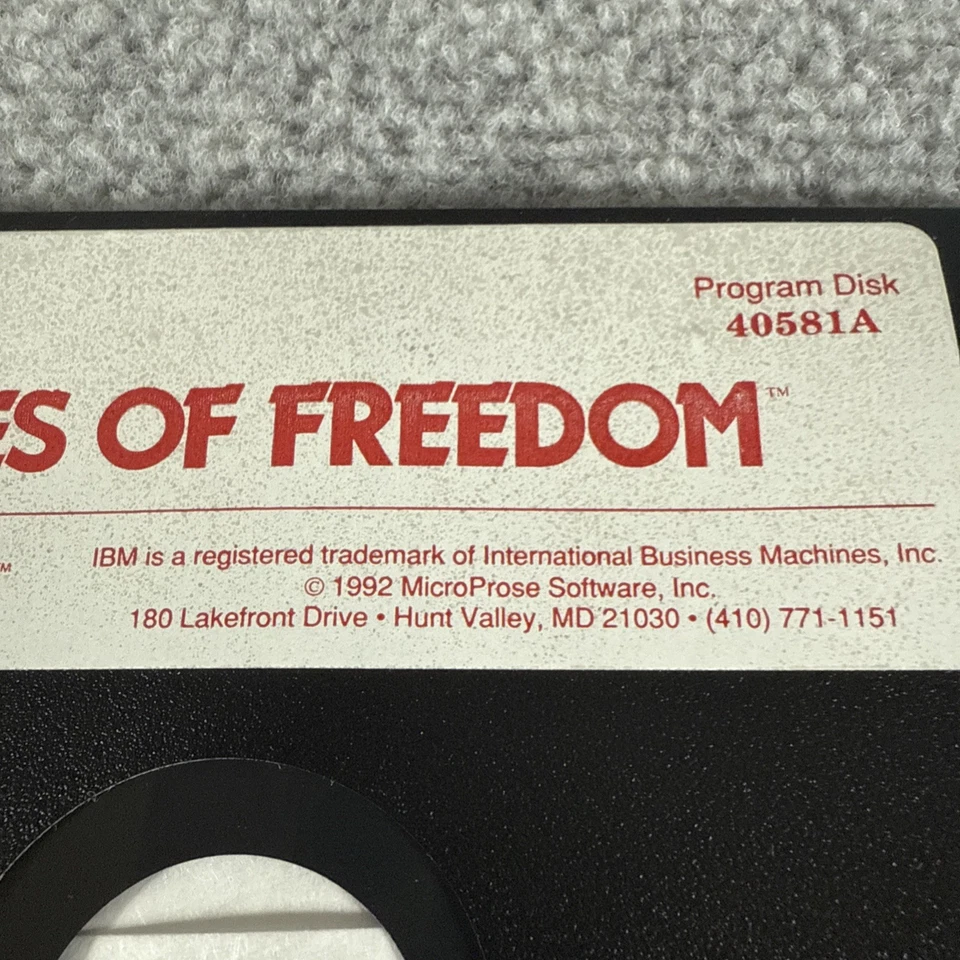 Program Disk
40581A
ES OF FREEDOM™
™ IBM is a registered trademark of International Business Machines, Inc.
© 1992 MicroProse Software, Inc.
180 Lakefront Drive • Hunt Valley, MD 21030 • (410) 771-1151